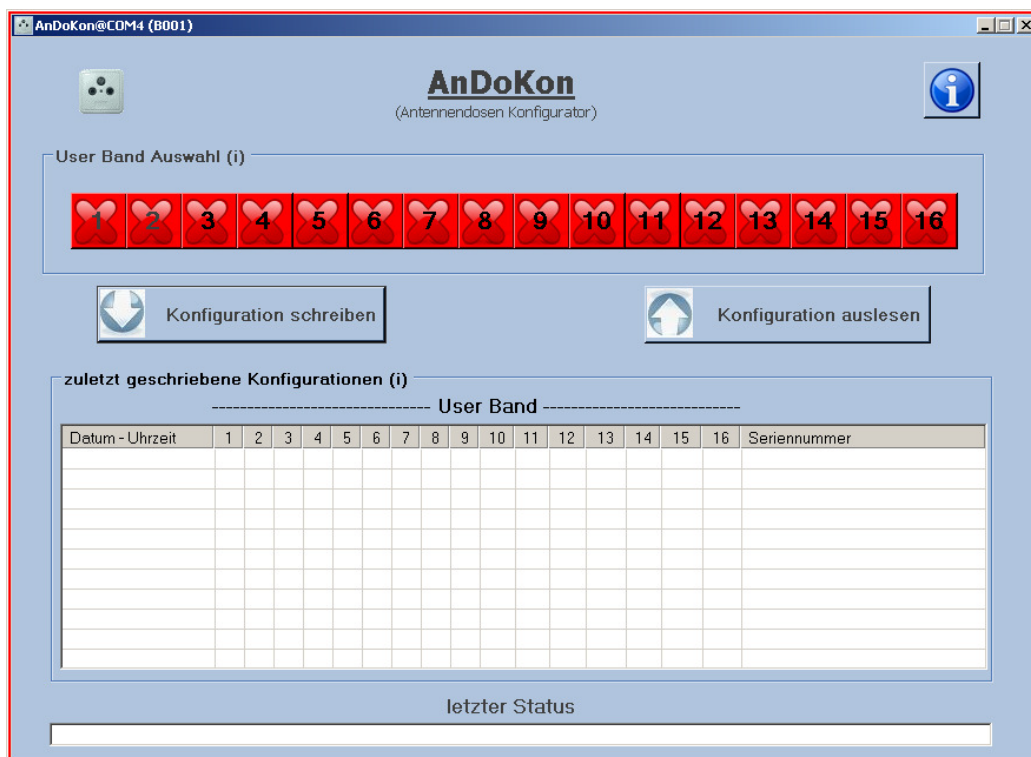 AnDoKon@COM4 (B001)
AnDoKon
(Antennendosen Konfigurator)
User Band Auswahl (i)
1 2 3 4 5 6 7 8 9 10 11 12 13 14 15 16
Konfiguration schreiben Konfiguration auslesen
zuletzt geschriebene Konfigurationen (i)
------------------------------- User Band ----------------------------
Datum - Uhrzeit 1 2 3 4 5 6 7 8 9 10 11 12 13 14 15 16 Seriennummer
letzter Status